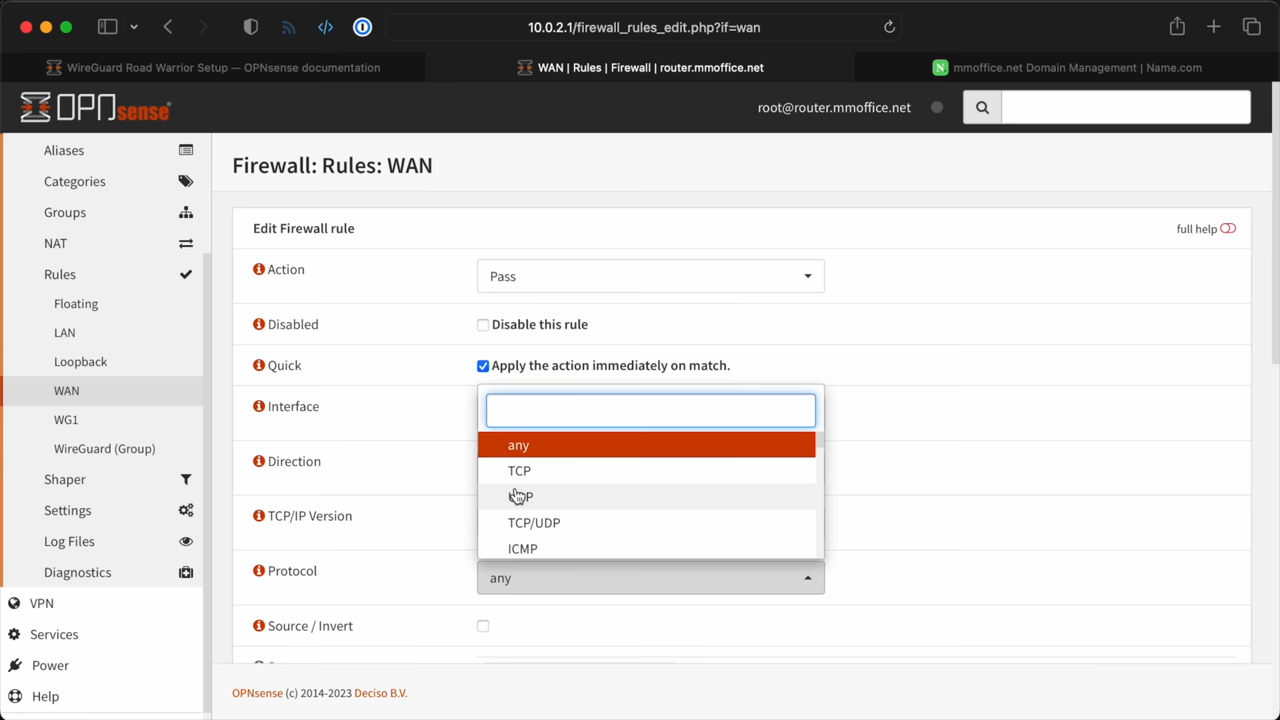 10.0.2.1/firewall_rules_edit.php?if=wan
WireGuard Road Warrior Setup — OPNsense documentation
WAN | Rules | Firewall | router.mmoffice.net
N
mmoffice.net Domain Management | Name.com
OPNsense®
root@router.mmoffice.net
Aliases
Categories
Groups
NAT
Rules
Floating
LAN
Loopback
WAN
WG1
WireGuard (Group)
Shaper
Settings
Log Files
Diagnostics
VPN
Services
Power
Help
Firewall: Rules: WAN
Edit Firewall rule
full help
Action
Pass
Disabled
Disable this rule
Quick
Apply the action immediately on match.
Interface
Direction
TCP/IP Version
any
TCP
TCP/UDP
ICMP
Protocol
any
Source / Invert
OPNsense (c) 2014-2023 Deciso B.V.